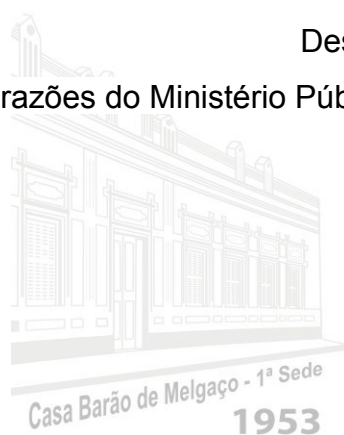 Des
razões do Ministério Púb
Casa Barão de Melgaço - 1ª Sede
1953